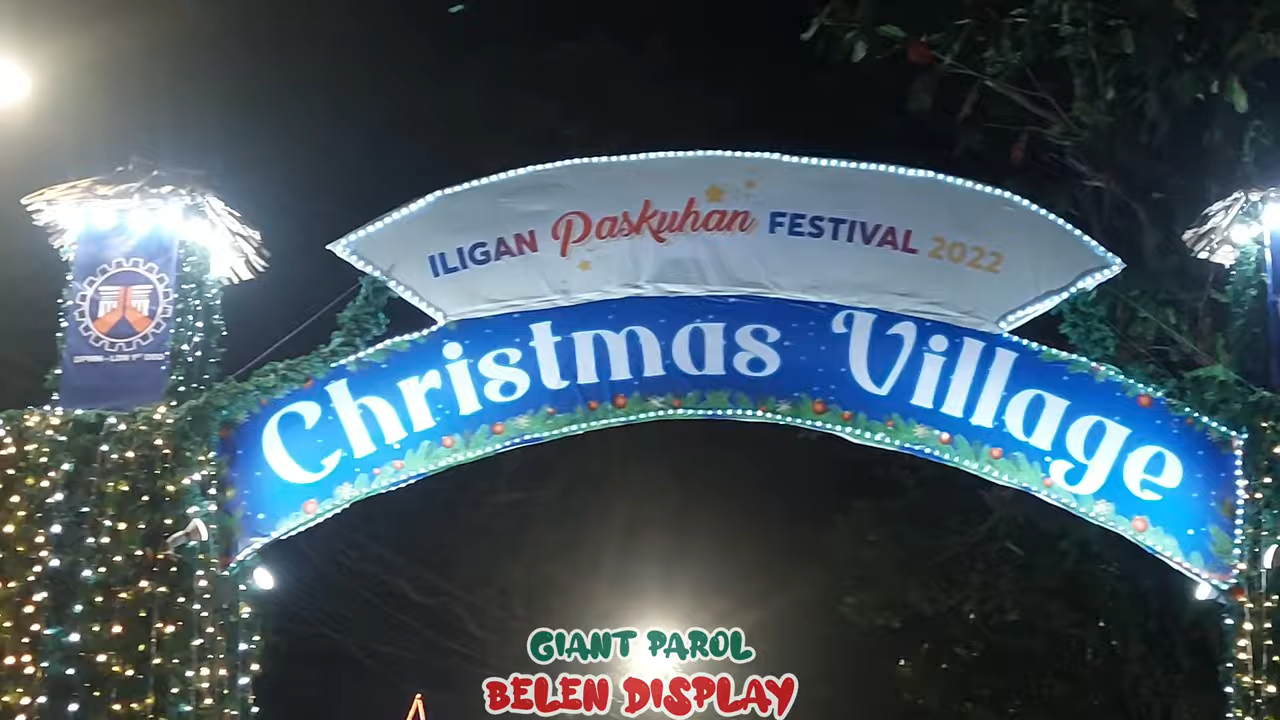 ILIGAN Paskuhan FESTIVAL 2022
Christmas Village
GIANT PAROL
BELEN DISPLAY